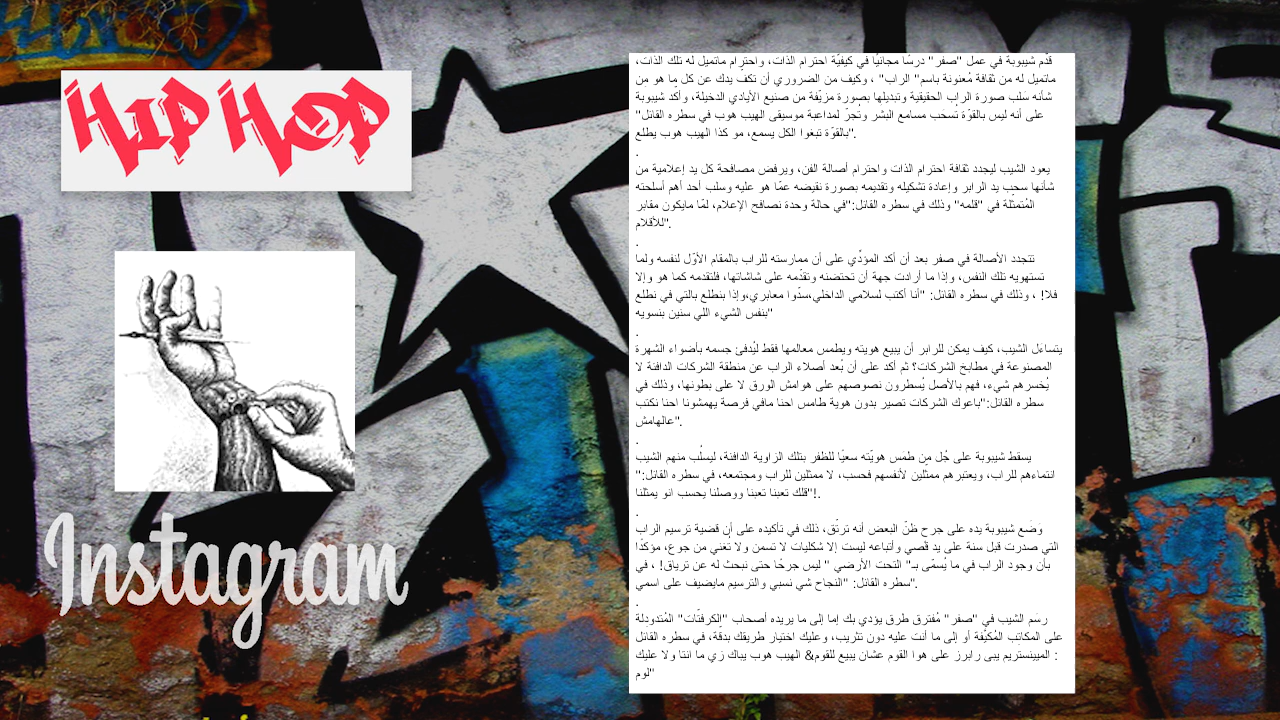 HIP HOP
Instagram
قدّم شيبوبة في عمل "صفر" درسًا مجانيًا في كيفيّة احترام الذات، واحترام ماتميل له تلك الذات،
ماتميل له من ثقافة مُعنونة باسم" الراب" ، وكيف من الضروري أن تكف يدك عن كل ما هو من
شأنه سَلب صورة الراب الحقيقية وتبديلها بصورة مزيّفة من صنيع الأيادي الدخيلة، وأكد شيبوبة
على أنه ليس بالقوّة تسحب مسامع البشر وتجرّ لمداعبة موسيقى الهيب هوب في سطره القائل"
بالقوّة تبغوا الكل يسمع، مو كذا الهيب هوب يطلع".
.
يعود الشيب ليجدد ثقافة احترام الذات واحترام أصالة الفن، ويرفض مصافحة كل يد إعلامية من
شأنها سحب يد الرابر وإعادة تشكيله وتقديمه بصورة نقيضه عمّا هو عليه وسلب أحد أهم أسلحته
المُتمثّلة في "قلمه" وذلك في سطره القائل:"في حالة وحدة نصافح الإعلام، لمّا مايكون مقابر
للأقلام".
.
تتجدد الأصالة في صفر بعد أن أكد المؤدّي على أن ممارسته للراب بالمقام الأوّل لنفسه ولما
تستهويه تلك النفس، وإذا ما أرادت جهة أن تحتضنه وتقدّمه على شاشاتها، فلتقدمه كما هو وإلا
فلا! ، وذلك في سطره القائل: "أنا أكتب لسلامي الداخلي،سدّوا معابري،وإذا بنطلع بالتي في نطلع
بنفس الشيء اللي سنين بنسويه"
.
يتساءل الشيب، كيف يمكن للرابر أن يبيع هويته ويطمس معالمها فقط ليُدفئ جسمه بأضواء الشهرة
المصنوعة في مطابخ الشركات؟ ثم أكد على أن بُعد أصلاء الراب عن منطقة الشركات الدافئة لا
يُخسرهم شيء، فهم بالأصل يُسطرون نصوصهم على هوامش الورق لا على بطونها، وذلك في
سطره القائل:"باعوك الشركات تصير بدون هوية طامس احنا مافي فرصة يهمشونا احنا نكتب
عالهامش".
.
يسقط شيبوبة على جُل من طمس هويّته سعيًا للظفر بتلك الزاوية الدافئة، ليسلُب منهم الشيب
انتماءهم للراب، ويعتبرهم ممثلين لأنفسهم فحسب، لا ممثلين للراب ومجتمعه، في سطره القائل:"
قلك تعبنا تعبنا ووصلنا يحسب انو يمثلنا"!.
.
وَضَع شيبوبة يده على جرح ظنّ البعض أنه ترتّق، ذلك في تأكيده على أن قضية ترسيم الراب
التي صدرت قبل سنة على يد قُصي وأتباعه ليست إلا شكليات لا تسمن ولا تغني من جوع، مؤكدًا
بأن وجود الراب في ما يُسمّى بـ" التحت الأرضي " ليس جرحًا حتى نبحث له عن ترياق! ، في
سطره القائل: "النجاح شي نسبي والترسيم مايضيف على اسمي".
.
رسَم الشيب في "صفر" مُفترق طرق يؤدي بك إما إلى ما يريده أصحاب "الكرفتّات" المُتدودلة
على المكاتب المُكيّفة أو إلى ما أنت عليه دون تثريب، وعليك اختيار طريقك بدقّة، في سطره القائل
: الميينستريم يبى رابرز على هوا القوم عشان يبيع للقوم& الهيب هوب يباك زي ما انتا ولا عليك
لوم"